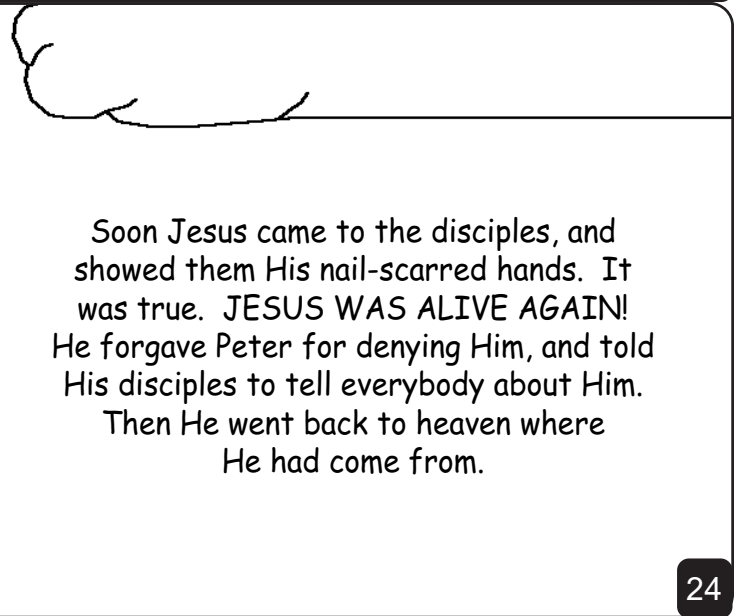 Soon Jesus came to the disciples, and
showed them His nail-scarred hands.  It
was true.  JESUS WAS ALIVE AGAIN!
He forgave Peter for denying Him, and told
His disciples to tell everybody about Him.
Then He went back to heaven where
He had come from.
24